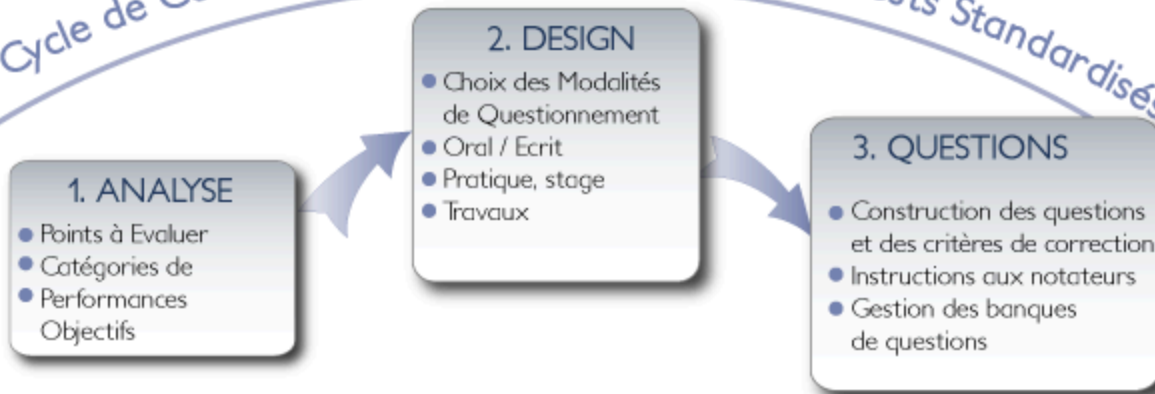 Cycle de
Standardisés
2. DESIGN
Choix des Modalités
de Questionnement
Oral / Ecrit
Pratique, stage
Travaux
1. ANALYSE
Points à Evaluer
Catégories de
Performances
Objectifs
3. QUESTIONS
Construction des questions
et des critères de correction
Instructions aux notateurs
Gestion des banques
de questions